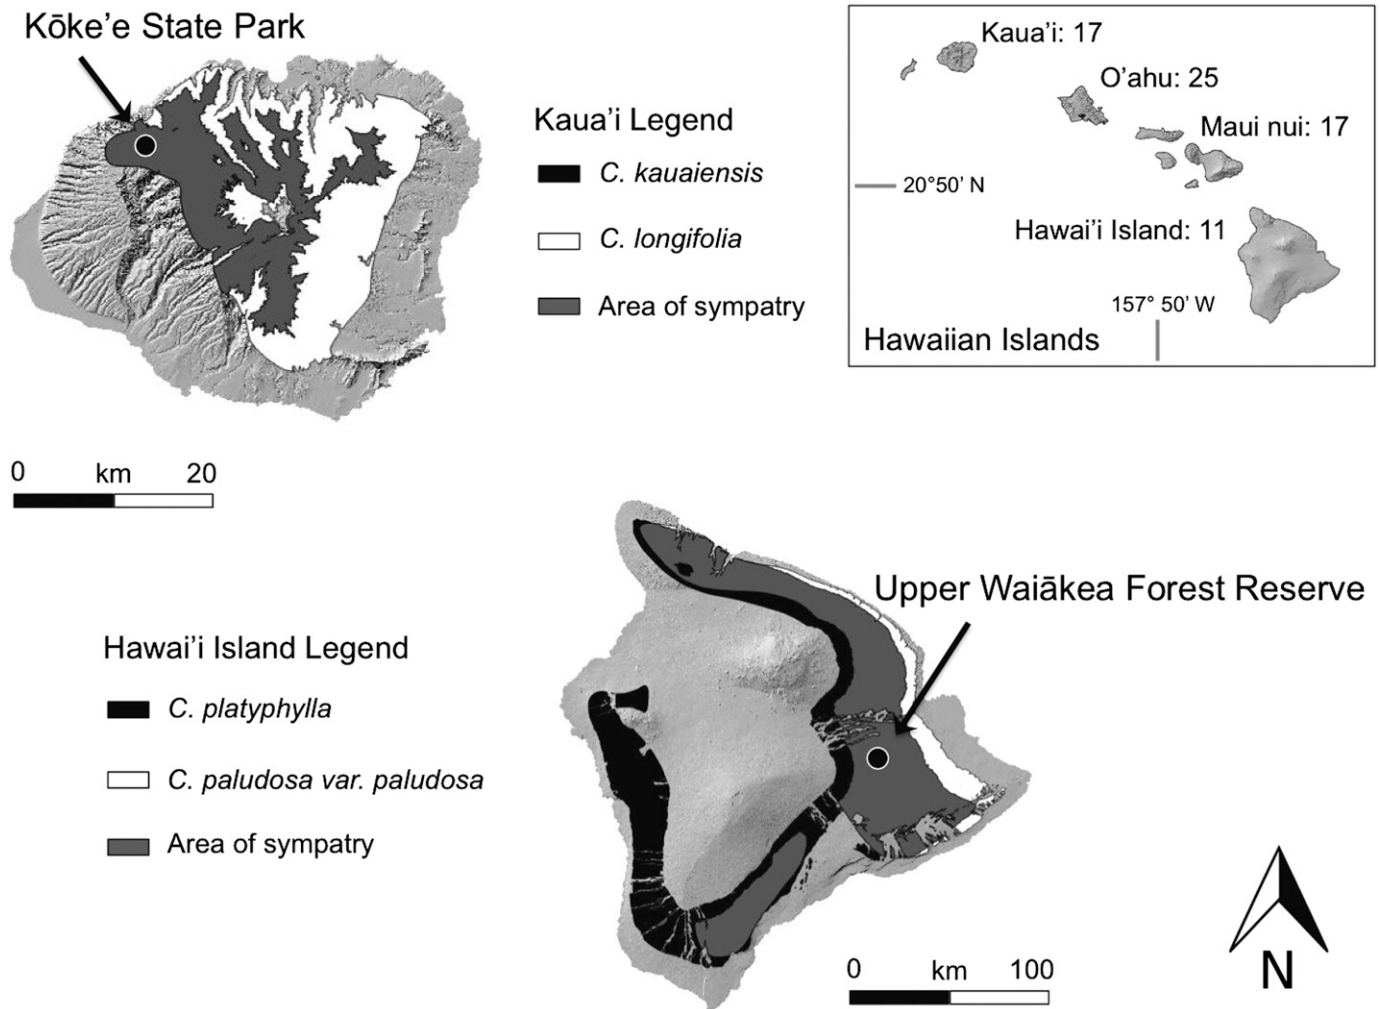 Kōke’e State Park
Kaua’i Legend
C. kauaiensis
C. longifolia
Area of sympatry
Kaua’i: 17
O’ahu: 25
Maui nui: 17
20°50’ N
Hawai’i Island: 11
157° 50’ W
Hawaiian Islands
0 km 20
Upper Waiākea Forest Reserve
Hawai’i Island Legend
C. platyphylla
C. paludosa var. paludosa
Area of sympatry
0 km 100
N